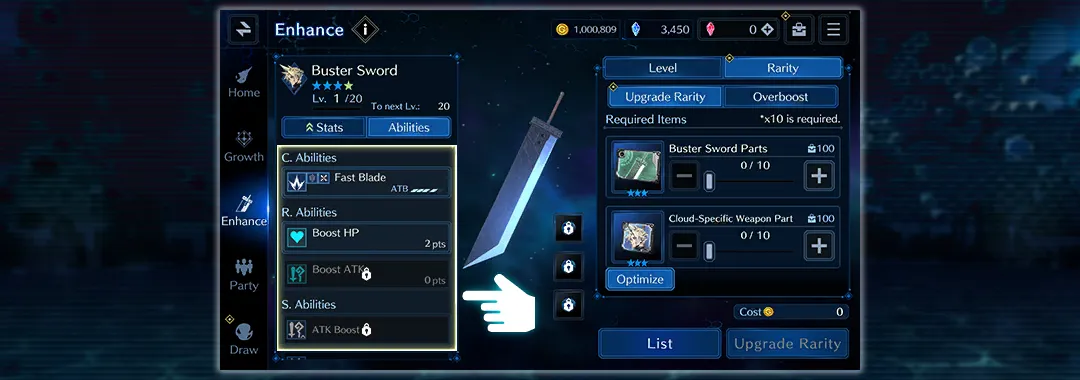 Enhance
i
1,000,809
3,450
0
Home
Growth
Enhance
Party
Draw
Buster Sword
Lv. 1 /20
To next Lv.: 20
Stats
Abilities
C. Abilities
Fast Blade
ATB
R. Abilities
Boost HP
2 pts
Boost ATK
0 pts
S. Abilities
ATK Boost
Level
Rarity
Upgrade Rarity
Overboost
Required Items
*x10 is required.
Buster Sword Parts
100
0 / 10
Cloud-Specific Weapon Part
100
0 / 10
Optimize
Cost
0
List
Upgrade Rarity